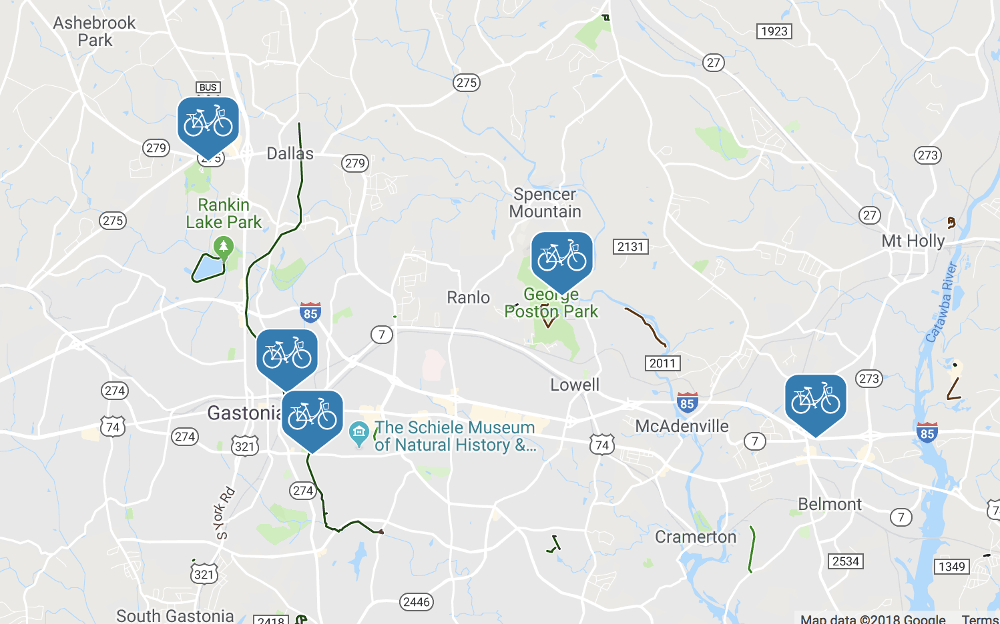 Ashebrook
Park
1923
27
275
BUS
279
275
Dallas
279
273
Spencer
Mountain
Rankin
Lake Park
275
27
Mt Holly
2131
Ranlo
George
Poston Park
85
7
Catawba River
2011
Lowell
273
274
85
Gastonia
74
274
321
The Schiele Museum
of Natural History &...
McAdenville
74
7
85
274
S York Rd
Belmont
7
7
Cramerton
2534
1349
321
2446
South Gastonia
2418
Map data ©2018 Google
Terms